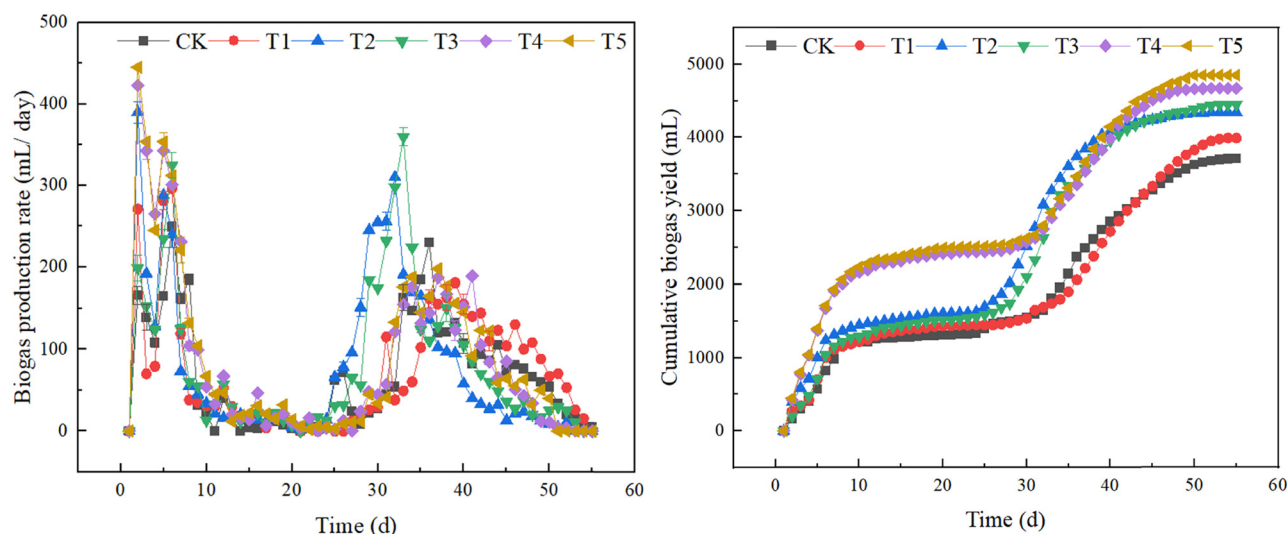 500
CK T1 T2 T3 T4 T5
400
300
200
100
0
Biogas production rate (mL/ day)
0 10 20 30 40 50 60
Time (d)
CK T1 T2 T3 T4 T5
5000
4000
3000
2000
1000
0
Cumulative biogas yield (mL)
0 10 20 30 40 50 60
Time (d)